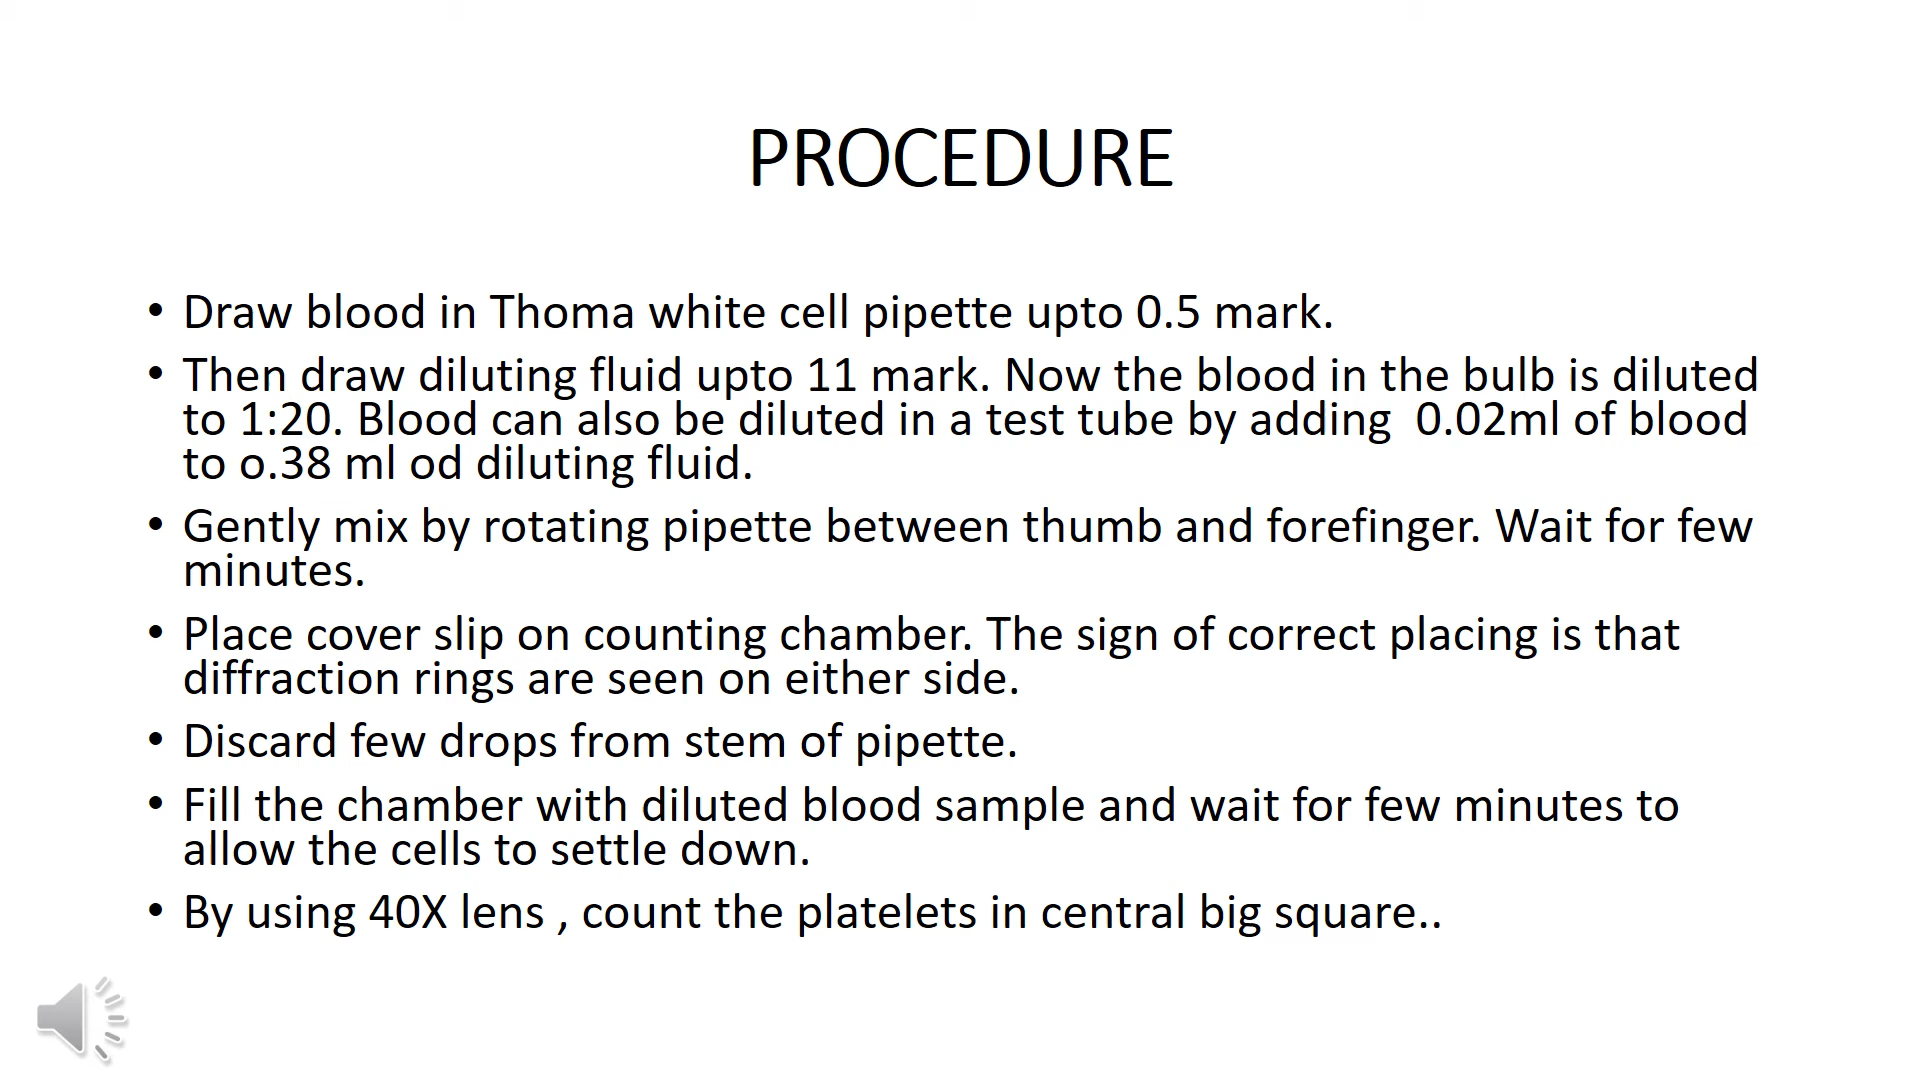 PROCEDURE
• Draw blood in Thoma white cell pipette upto 0.5 mark.
• Then draw diluting fluid upto 11 mark. Now the blood in the bulb is diluted
to 1:20. Blood can also be diluted in a test tube by adding  0.02ml of blood
to o.38 ml od diluting fluid.
• Gently mix by rotating pipette between thumb and forefinger. Wait for few
minutes.
• Place cover slip on counting chamber. The sign of correct placing is that
diffraction rings are seen on either side.
• Discard few drops from stem of pipette.
• Fill the chamber with diluted blood sample and wait for few minutes to
allow the cells to settle down.
• By using 40X lens , count the platelets in central big square..